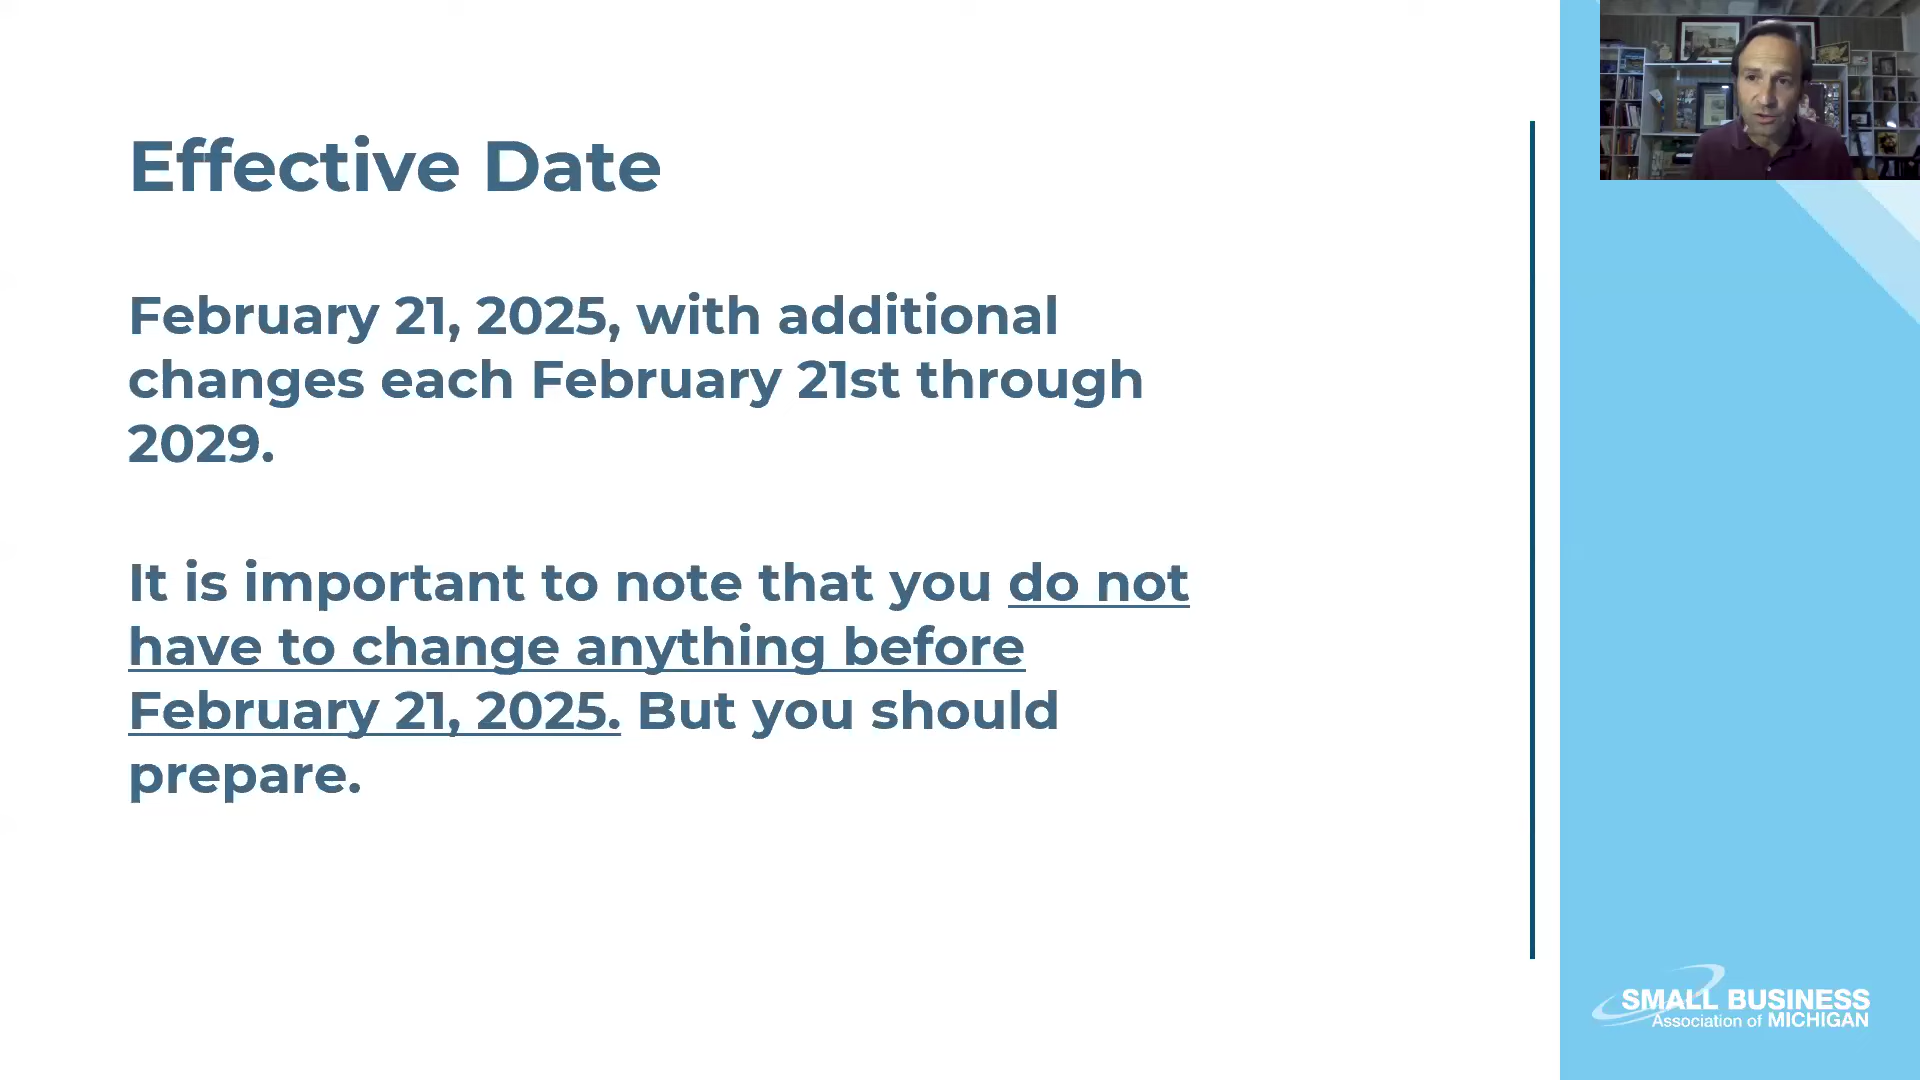 Effective Date
February 21, 2025, with additional
changes each February 21st through
2029.
It is important to note that you do not
have to change anything before
February 21, 2025. But you should
prepare.
SMALL BUSINESS
Association of MICHIGAN